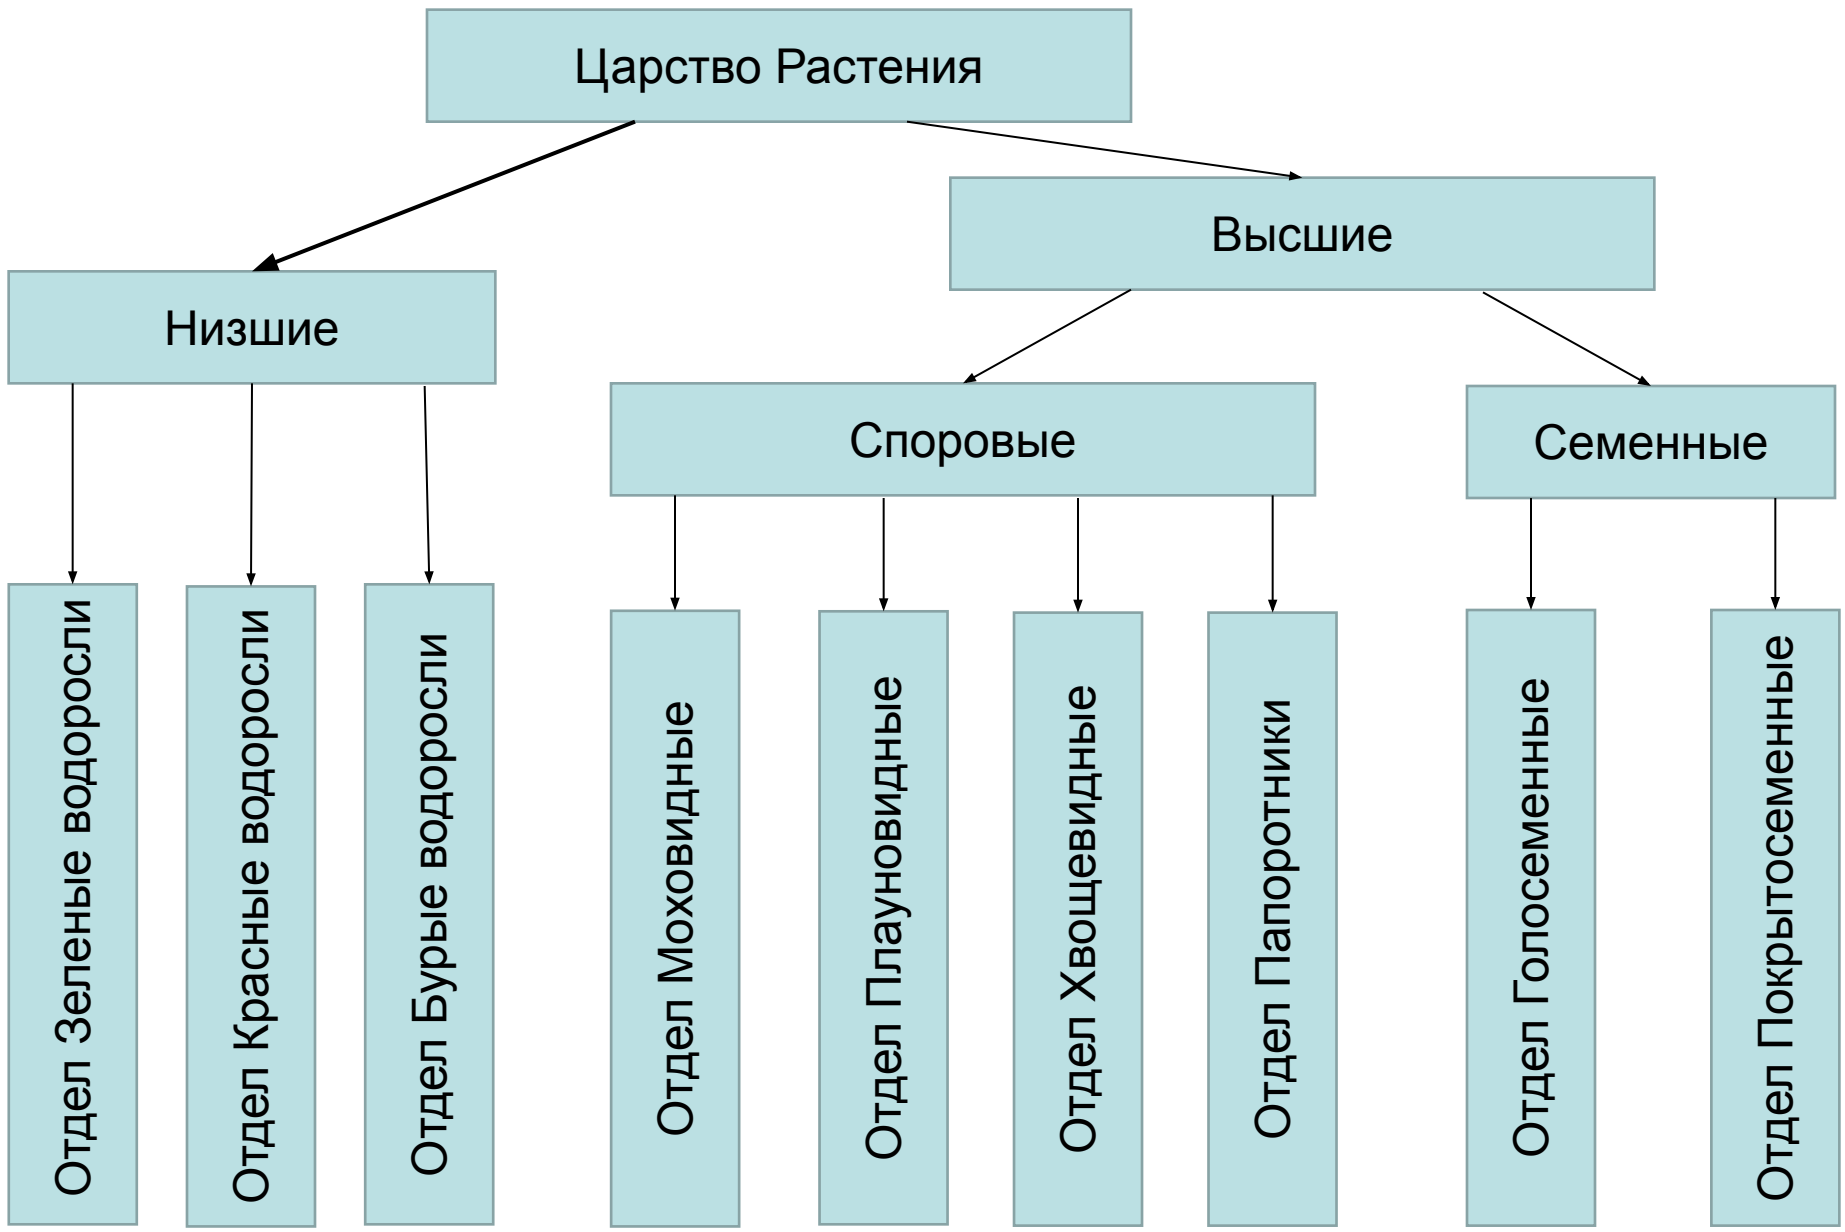 Царство Растения
Высшие
Низшие
Споровые
Семенные
Отдел Зеленые водоросли
Отдел Красные водоросли
Отдел Бурые водоросли
Отдел Моховидные
Отдел Плауновидные
Отдел Хвощевидные
Отдел Папоротники
Отдел Голосеменные
Отдел Покрытосеменные